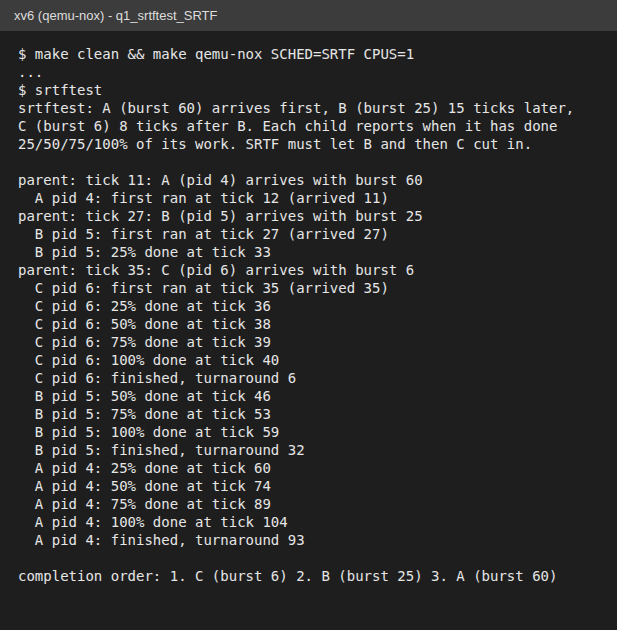 xv6 (qemu-nox) - q1_srtftest_SRTF
$ make clean && make qemu-nox SCHED=SRTF CPUS=1
...
$ srtftest
srtftest: A (burst 60) arrives first, B (burst 25) 15 ticks later,
C (burst 6) 8 ticks after B. Each child reports when it has done
25/50/75/100% of its work. SRTF must let B and then C cut in.
parent: tick 11: A (pid 4) arrives with burst 60
A pid 4: first ran at tick 12 (arrived 11)
parent: tick 27: B (pid 5) arrives with burst 25
B pid 5: first ran at tick 27 (arrived 27)
B pid 5: 25% done at tick 33
parent: tick 35: C (pid 6) arrives with burst 6
C pid 6: first ran at tick 35 (arrived 35)
C pid 6: 25% done at tick 36
C pid 6: 50% done at tick 38
C pid 6: 75% done at tick 39
C pid 6: 100% done at tick 40
C pid 6: finished, turnaround 6
B pid 5: 50% done at tick 46
B pid 5: 75% done at tick 53
B pid 5: 100% done at tick 59
B pid 5: finished, turnaround 32
A pid 4: 25% done at tick 60
A pid 4: 50% done at tick 74
A pid 4: 75% done at tick 89
A pid 4: 100% done at tick 104
A pid 4: finished, turnaround 93
completion order: 1. C (burst 6) 2. B (burst 25) 3. A (burst 60)